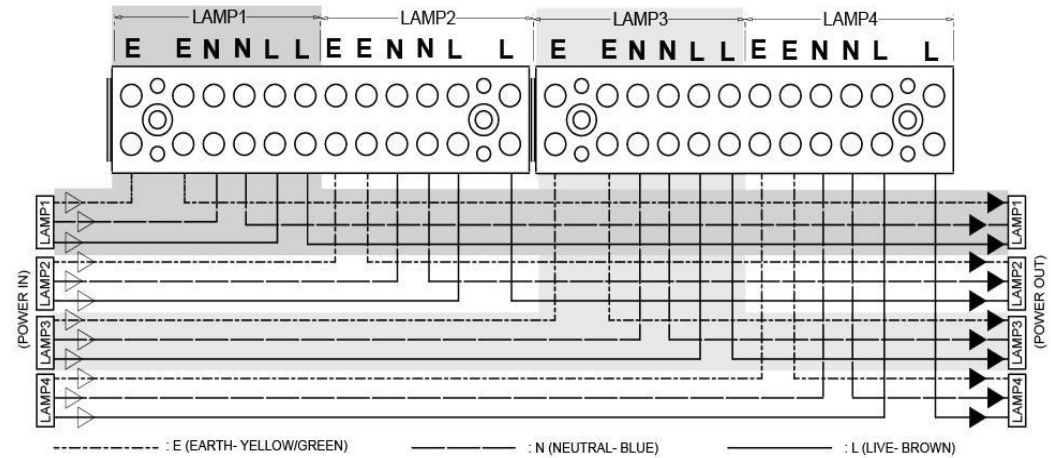 LAMP1 LAMP2 LAMP3 LAMP4
E E N N L L E E N N L L E E N N L L E E N N L L
(POWER IN)
LAMP1
LAMP2
LAMP3
LAMP4
LAMP1
LAMP2
LAMP3
LAMP4
(POWER OUT)
: E (EARTH- YELLOW/GREEN) : N (NEUTRAL- BLUE) : L (LIVE- BROWN)